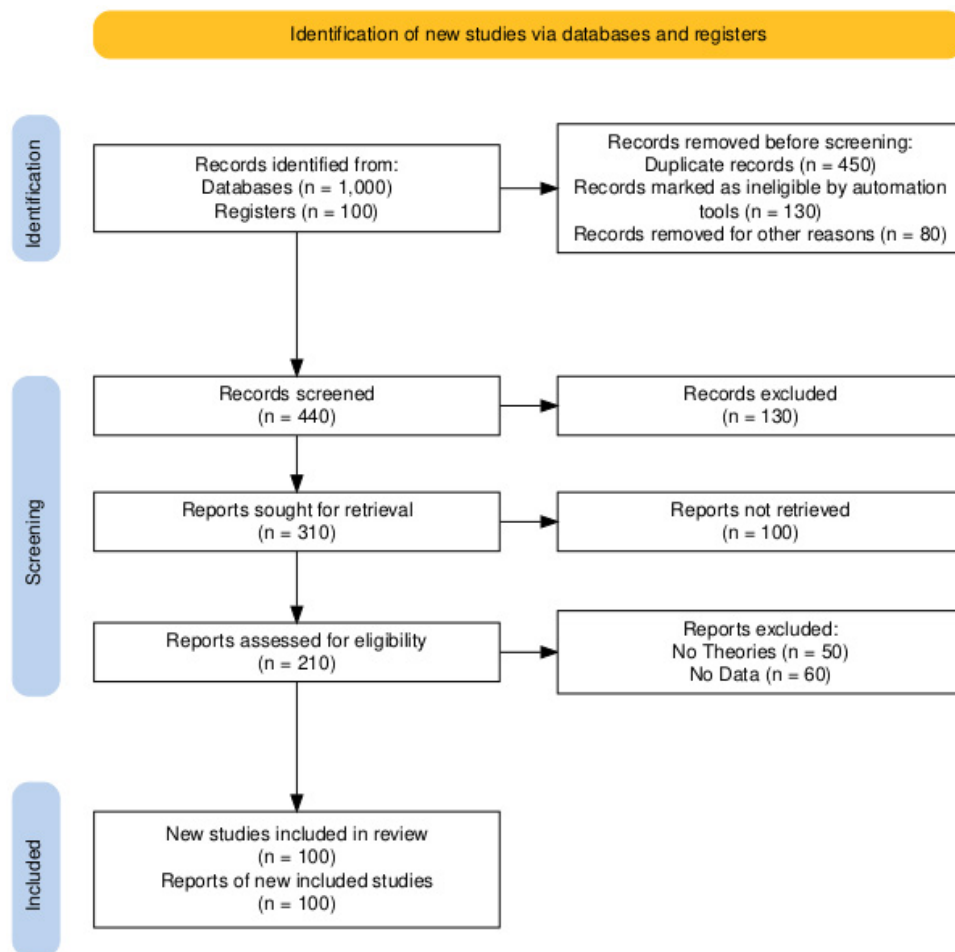 Identification of new studies via databases and registers
Identification
Records identified from:
Databases (n = 1,000)
Registers (n = 100)
Records removed before screening:
Duplicate records (n = 450)
Records marked as ineligible by automation
tools (n = 130)
Records removed for other reasons (n = 80)
Screening
Records screened
(n = 440)
Records excluded
(n = 130)
Reports sought for retrieval
(n = 310)
Reports not retrieved
(n = 100)
Reports assessed for eligibility
(n = 210)
Reports excluded:
No Theories (n = 50)
No Data (n = 60)
Included
New studies included in review
(n = 100)
Reports of new included studies
(n = 100)